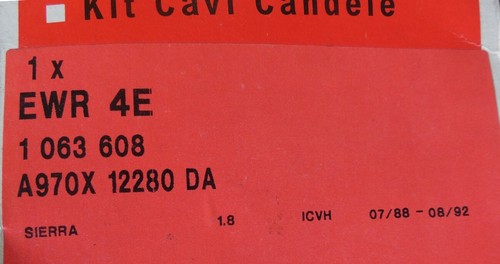 Kit Cavi Candele
1 x
EWR 4E
1 063 608
A970X 12280 DA
SIERRA 1.8 ICVH 07/88 - 08/92